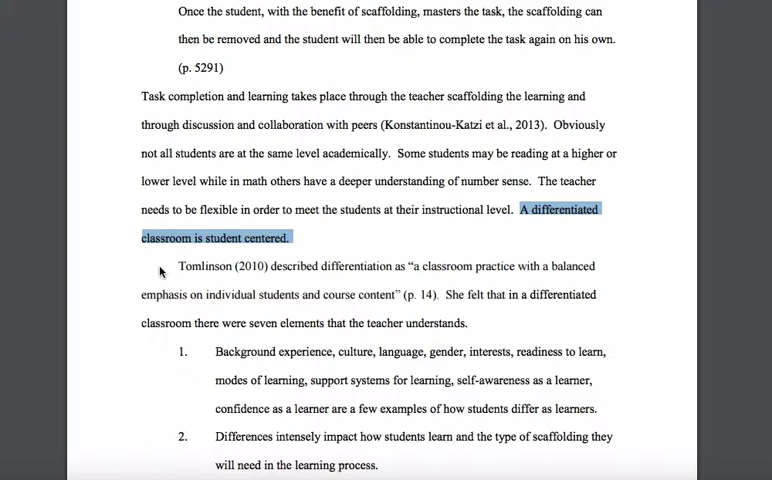 Once the student, with the benefit of scaffolding, masters the task, the scaffolding can
then be removed and the student will then be able to complete the task again on his own.
(p. 5291)
Task completion and learning takes place through the teacher scaffolding the learning and
through discussion and collaboration with peers (Konstantinou-Katzi et al., 2013).  Obviously
not all students are at the same level academically.  Some students may be reading at a higher or
lower level while in math others have a deeper understanding of number sense.  The teacher
needs to be flexible in order to meet the students at their instructional level.  A differentiated
classroom is student centered.
Tomlinson (2010) described differentiation as “a classroom practice with a balanced
emphasis on individual students and course content” (p. 14).  She felt that in a differentiated
classroom there were seven elements that the teacher understands.
1. Background experience, culture, language, gender, interests, readiness to learn,
modes of learning, support systems for learning, self-awareness as a learner,
confidence as a learner are a few examples of how students differ as learners.
2. Differences intensely impact how students learn and the type of scaffolding they
will need in the learning process.